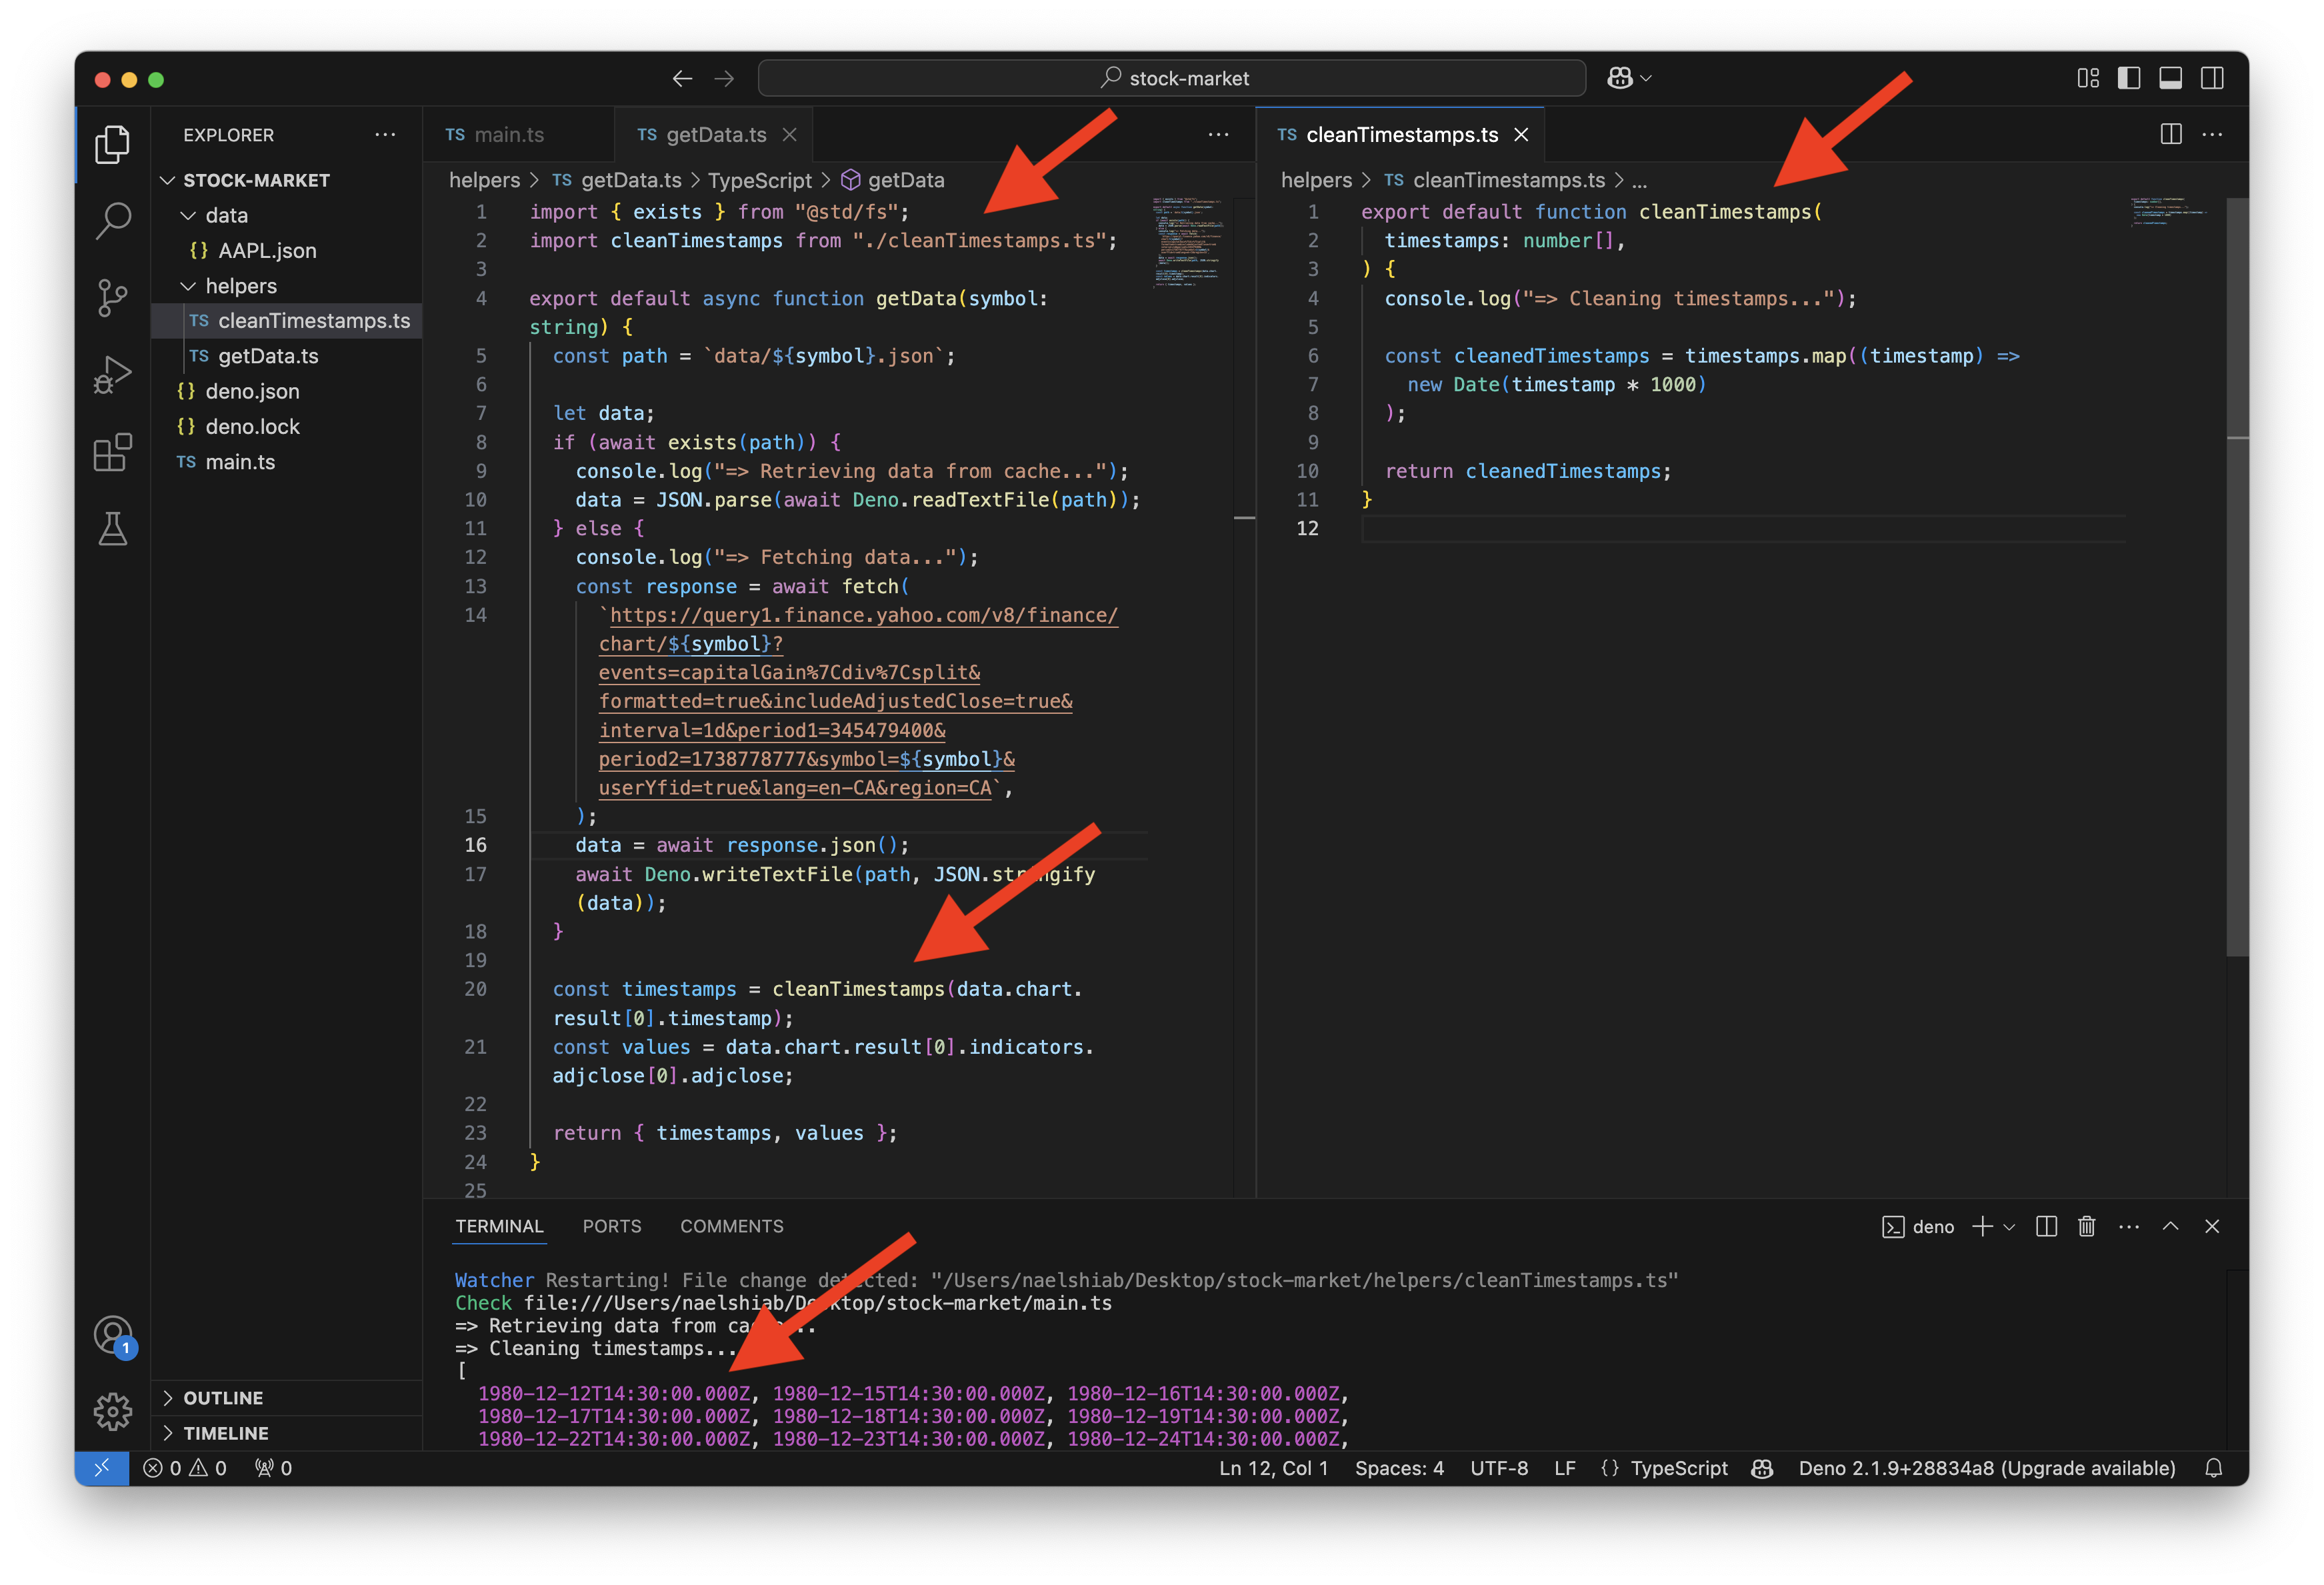 stock-market
EXPLORER
STOCK-MARKET
data
{} AAPL.json
helpers
TS cleanTimestamps.ts
TS getData.ts
{} deno.json
{} deno.lock
TS main.ts
OUTLINE
TIMELINE
TS main.ts
TS getData.ts
helpers > TS getData.ts > TypeScript > getData
1 import { exists } from "@std/fs";
2 import cleanTimestamps from "./cleanTimestamps.ts";
3
4 export default async function getData(symbol:
string) {
5 const path = `data/${symbol}.json`;
6
7 let data;
8 if (await exists(path)) {
9 console.log("=> Retrieving data from cache...");
10 data = JSON.parse(await Deno.readTextFile(path));
11 } else {
12 console.log("=> Fetching data...");
13 const response = await fetch(
14 `https://query1.finance.yahoo.com/v8/finance/
chart/${symbol}?
events=capitalGain%7Cdiv%7Csplit&
formatted=true&includeAdjustedClose=true&
interval=1d&period1=345479400&
period2=1738778777&symbol=${symbol}&
userYfid=true&lang=en-CA&region=CA`,
15 );
16 data = await response.json();
17 await Deno.writeTextFile(path, JSON.stringify
(data));
18 }
19
20 const timestamps = cleanTimestamps(data.chart.
result[0].timestamp);
21 const values = data.chart.result[0].indicators.
adjclose[0].adjclose;
22
23 return { timestamps, values };
24 }
25
TS cleanTimestamps.ts
helpers > TS cleanTimestamps.ts > ...
1 export default function cleanTimestamps(
2 timestamps: number[],
3 ) {
4 console.log("=> Cleaning timestamps...");
5
6 const cleanedTimestamps = timestamps.map((timestamp) =>
7 new Date(timestamp * 1000)
8 );
9
10 return cleanedTimestamps;
11 }
12
TERMINAL PORTS COMMENTS
deno
Watcher Restarting! File change detected: "/Users/naelshiab/Desktop/stock-market/helpers/cleanTimestamps.ts"
Check file:///Users/naelshiab/Desktop/stock-market/main.ts
=> Retrieving data from cache...
=> Cleaning timestamps...
[
1980-12-12T14:30:00.000Z, 1980-12-15T14:30:00.000Z, 1980-12-16T14:30:00.000Z,
1980-12-17T14:30:00.000Z, 1980-12-18T14:30:00.000Z, 1980-12-19T14:30:00.000Z,
1980-12-22T14:30:00.000Z, 1980-12-23T14:30:00.000Z, 1980-12-24T14:30:00.000Z,
1
0 0 0
Ln 12, Col 1 Spaces: 4 UTF-8 LF {} TypeScript Deno 2.1.9+28834a8 (Upgrade available)